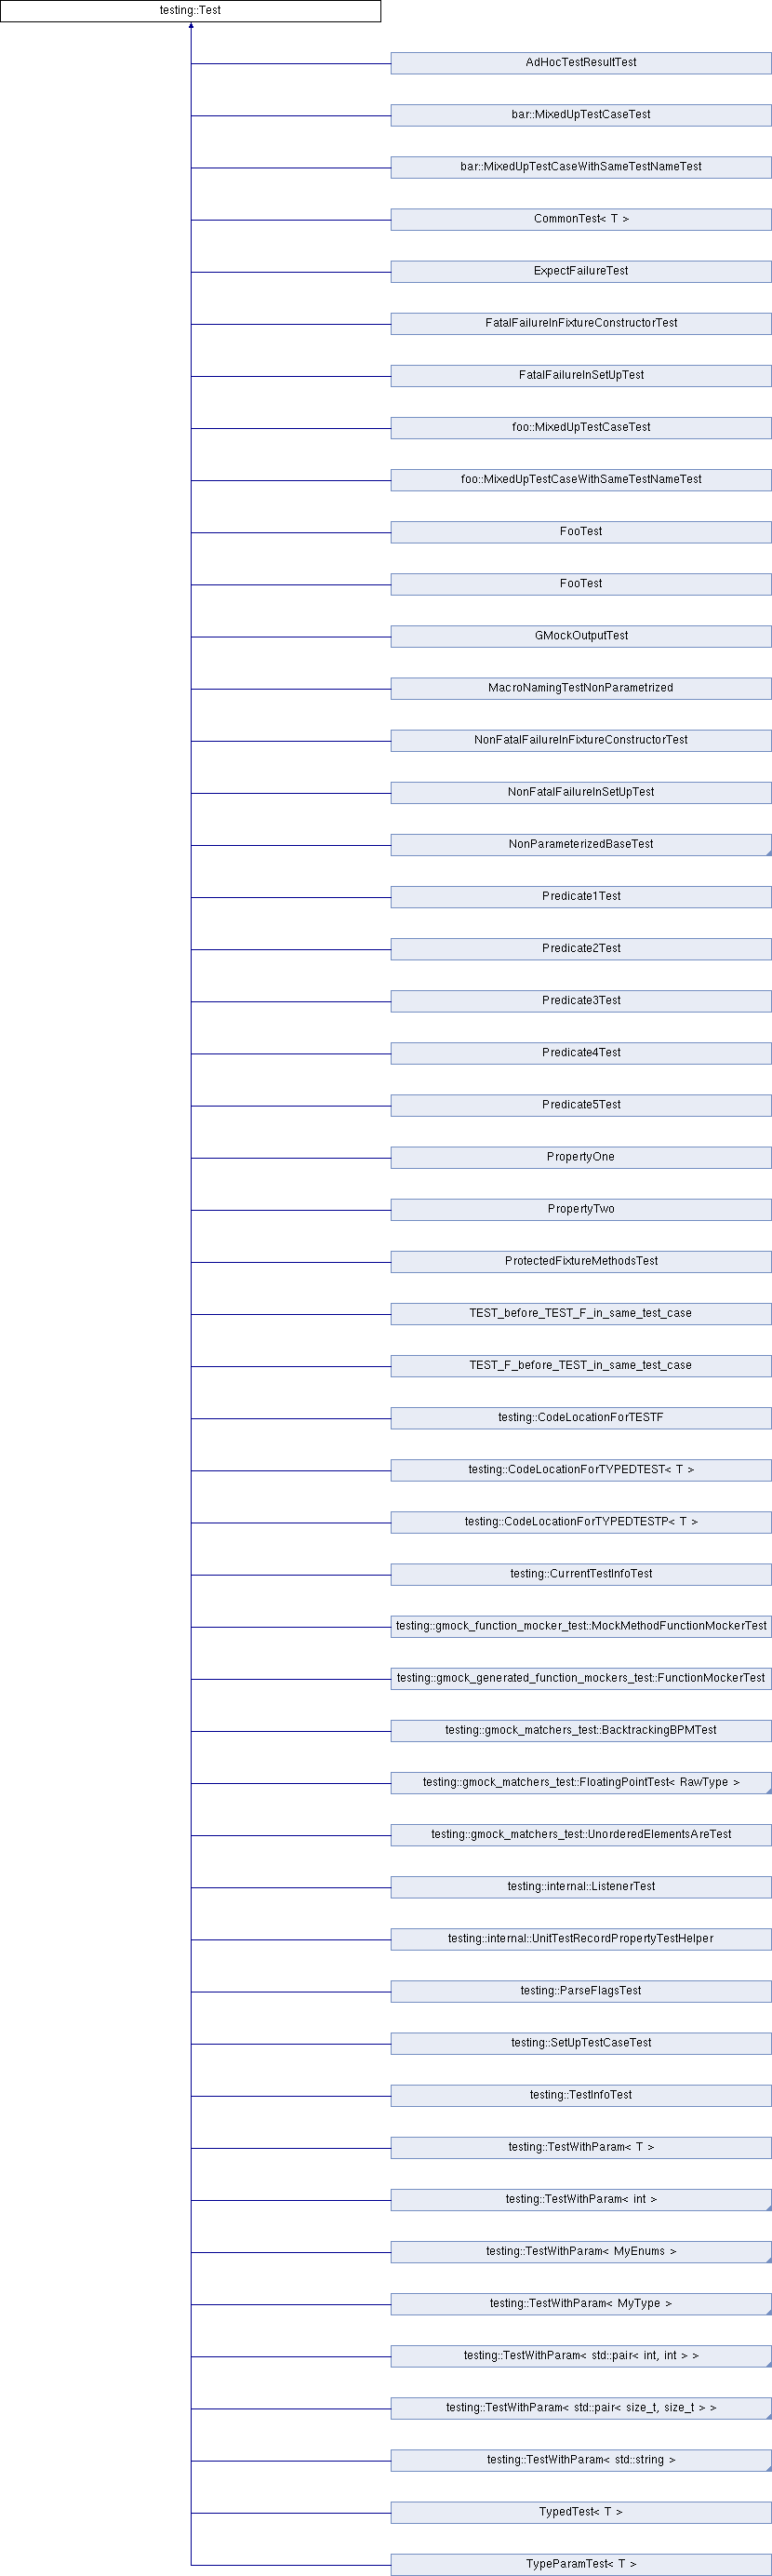 testing::Test
AdHocTestResultTest
bar::MixedUpTestCaseTest
bar::MixedUpTestCaseWithSameTestNameTest
CommonTest< T >
ExpectFailureTest
FatalFailureInFixtureConstructorTest
FatalFailureInSetUpTest
foo::MixedUpTestCaseTest
foo::MixedUpTestCaseWithSameTestNameTest
FooTest
FooTest
GMockOutputTest
MacroNamingTestNonParametrized
NonFatalFailureInFixtureConstructorTest
NonFatalFailureInSetUpTest
NonParameterizedBaseTest
Predicate1Test
Predicate2Test
Predicate3Test
Predicate4Test
Predicate5Test
PropertyOne
PropertyTwo
ProtectedFixtureMethodsTest
TEST_before_TEST_F_in_same_test_case
TEST_F_before_TEST_in_same_test_case
testing::CodeLocationForTESTF
testing::CodeLocationForTYPEDTEST< T >
testing::CodeLocationForTYPEDTESTP< T >
testing::CurrentTestInfoTest
testing::gmock_function_mocker_test::MockMethodFunctionMockerTest
testing::gmock_generated_function_mockers_test::FunctionMockerTest
testing::gmock_matchers_test::BacktrackingBPMTest
testing::gmock_matchers_test::FloatingPointTest< RawType >
testing::gmock_matchers_test::UnorderedElementsAreTest
testing::internal::ListenerTest
testing::internal::UnitTestRecordPropertyTestHelper
testing::ParseFlagsTest
testing::SetUpTestCaseTest
testing::TestInfoTest
testing::TestWithParam< T >
testing::TestWithParam< int >
testing::TestWithParam< MyEnums >
testing::TestWithParam< MyType >
testing::TestWithParam< std::pair< int, int > >
testing::TestWithParam< std::pair< size_t, size_t > >
testing::TestWithParam< std::string >
TypedTest< T >
TypeParamTest< T >